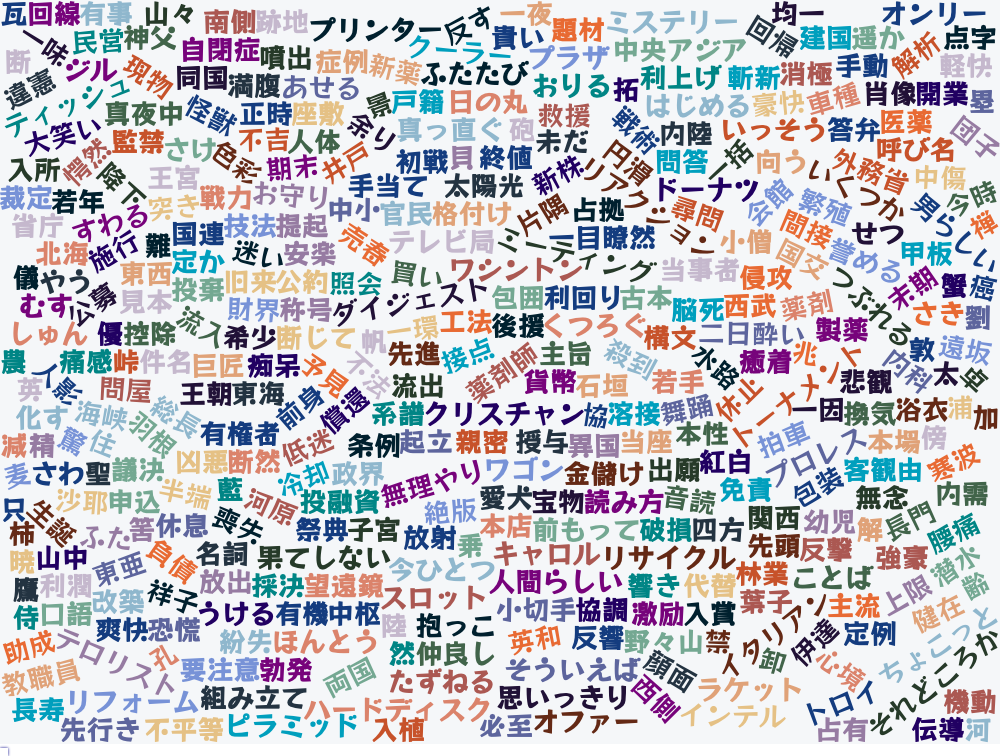 瓦 回線 有事 山々 南側 跡地 プリンター 反す 一夜 題材 ミステリー 均一 オンリー
一味 民営 神父 自閉症 噴出 クーラー 貴い プラザ 中央アジア 回帰 建国 遥か 解析 点字
断 ジル 現物 同国 満腹 症例 新薬 ふたたび おりる 拓 利上げ 斬新 消極 手動 軽快
違憲 ティッシュ 真夜中 怪獣 正時 座敷 あせる 景 戸籍 日の丸 救援 はじめる 豪快 車種 肖像 開業 塁
大笑い 監禁 さけ 色彩 不吉 人体 余り 真っ直ぐ 砲 未だ 戦術 内陸 いっそう 答弁 医薬 団子
入所 愕然 降下 王宮 期末 井戸 初戦 貝 終値 新株 円滑 問答 一括 向う いくつか 外務省 呼び名 中傷
裁定 若年 突き 戦力 お守り 手当て 太陽光 リアクション ドーナツ 会館 繁殖 男らしい 今時
省庁 すわる 技法 提起 中小 官民 格付け 片隅 占拠 尋問 間接 せつ 禅
北海 施行 難 国連 迷い 安楽 売春 テレビ局 ミーティング 一目瞭然 小僧 国交 誉める 甲板
儀 やう 東西 定か 旧来 公約 照会 買い ワシントン 当事者 侵攻 つぶれる 末期 蟹 癌
むす 公募 見本 投棄 財界 称号 ダイジェスト 包囲 利回り 古本 脳死 西武 薬剤 さき 劉
しゅん 優 控除 流入 希少 断じて 帆 一環 工法 後援 くつろぐ 構文 二日酔い 製薬 敦 遠坂
農 人影 痛感 峠 件名 巨匠 痴呆 予見 不法 先進 接点 薬剤師 主旨 殺到 水路 癒着 兆 内科 太 卓
英 問屋 王朝 東海 前身 償還 流出 貨幣 石垣 若手 休止 トーナメント 悲観
化す 海峡 羽根 総長 有権者 低迷 系譜 クリスチャン 協 溶接 舞踊 一因 換気 浴衣 浦 加
減 精 驚 住 条例 起立 親密 授与 異国 当座 本性 拍車 プロレス 本場 傍
麦 さわ 聖 議決 凶悪 断然 冷却 政界 無理やり ワゴン 金儲け 出願 紅白 包装 客観 由 寒波
只 生誕 沙耶 申込 半端 藍 河原 投融資 絶版 愛犬 宝物 読み方 音読 免責 無念 内需
柿 ふた 筈 休息 喪失 祭典 子宮 放射 乗 本店 前もって 破損 四方 関西 幼児 解 長門 腰痛
暁 山中 東亜 負債 名詞 果てしない 今ひとつ キャロル リサイクル 先頭 反撃 強豪 潜水
鷹 利潤 改築 祥子 放出 採決 望遠鏡 スロット 人間らしい 響き 代替 林業 ことば 上限 齢
侍 口語 爽快 恐慌 うける 有機 中枢 陸 抱っこ 小切手 協調 激励 入賞 葉子 イタリアン 主流 健在
助成 テロリスト 孔 紛失 ほんとう 然 仲良し 英和 反響 野々山 禁 卸 伊達 定例 ちょこっと
教職員 要注意 勃発 両国 たずねる そういえば 顔面 心境 それどころか
長寿 リフォーム 組み立て ハードディスク 思いっきり 西側 ラケット トロイ 機動
先行き 不平等 ピラミッド 入植 必至 オファー インテル 占有 伝導 河